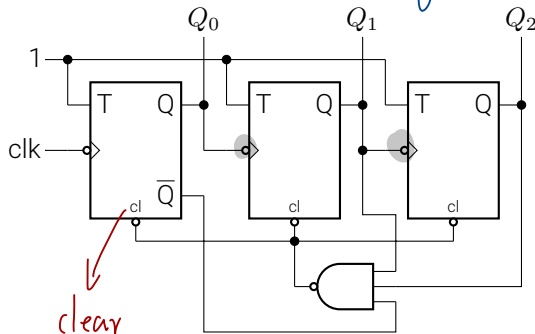 Q₀ Q₁ Q₂
1
T Q T Q T Q
clk
Q̅
cl cl cl
clear